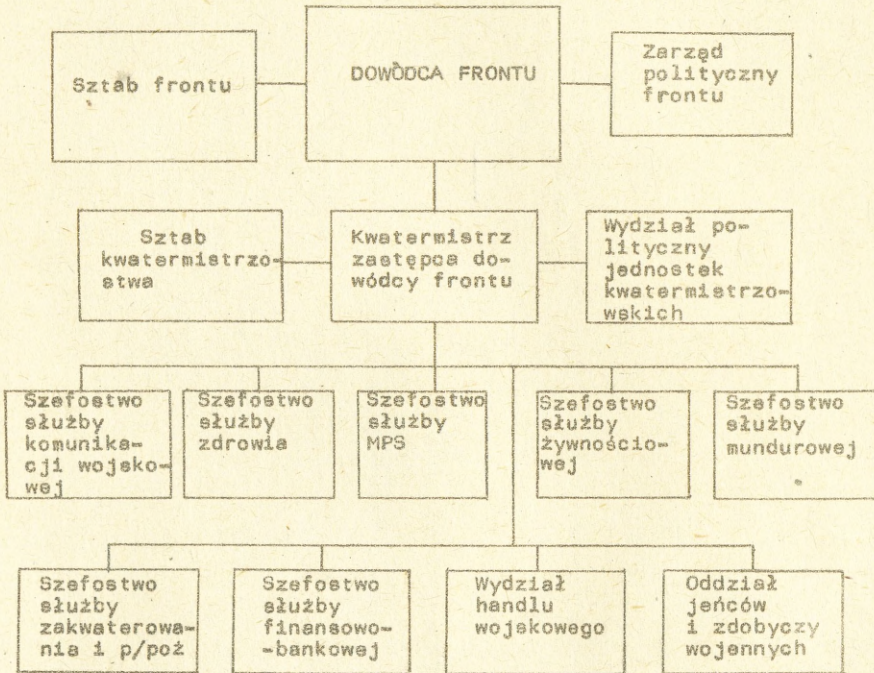 Sztab frontu
DOWÓDCA FRONTU
Zarząd
polityczny
frontu
Sztab
kwatermistrzo-
stwa
Kwatermistrz
zastępca do-
wódcy frontu
Wydział po-
lityczny
jednostek
kwatermistrzo-
wskich
Szefostwo
służby
komunika-
cji wojsko-
wej
Szefostwo
służby
zdrowia
Szefostwo
służby
MPS
Szefostwo
służby
żywnościo-
wej
Szefostwo
służby
mundurowej
Szefostwo
służby
zakwaterowa-
nia i p/poż
Szefostwo
służby
finansowo-
-bankowej
Wydział
handlu
wojskowego
Oddział
jeńców
i zdobyczy
wojennych